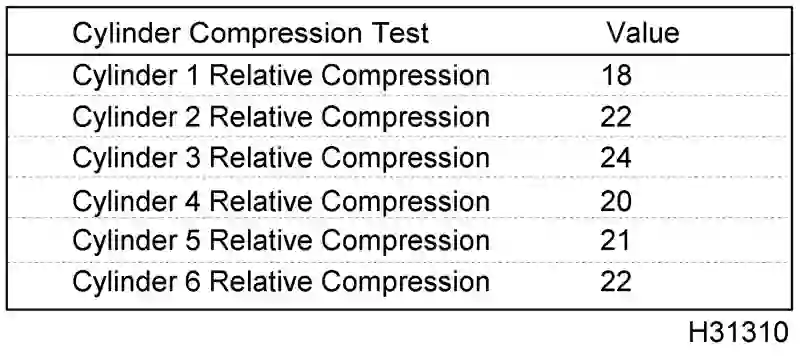 Cylinder Compression Test Value
Cylinder 1 Relative Compression 18
Cylinder 2 Relative Compression 22
Cylinder 3 Relative Compression 24
Cylinder 4 Relative Compression 20
Cylinder 5 Relative Compression 21
Cylinder 6 Relative Compression 22
H31310